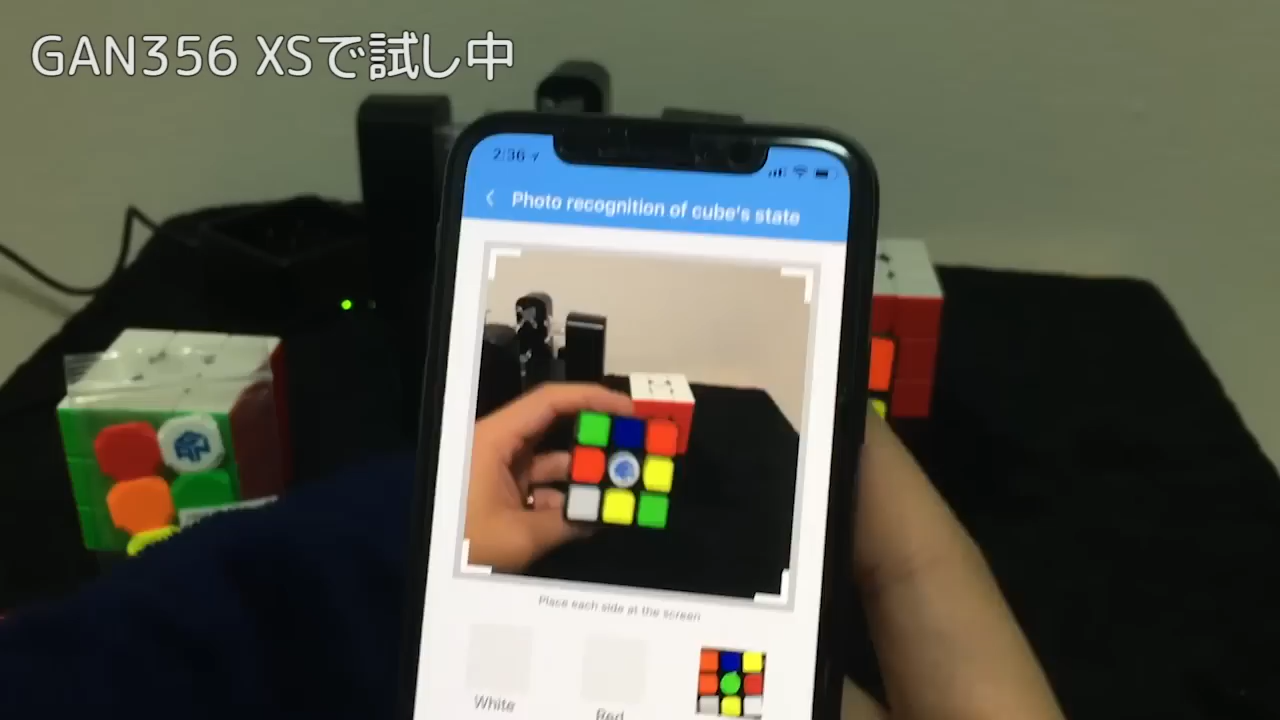 GAN356 XSで試し中
2:36
Photo recognition of cube's state
Place each side at the screen
White
Red